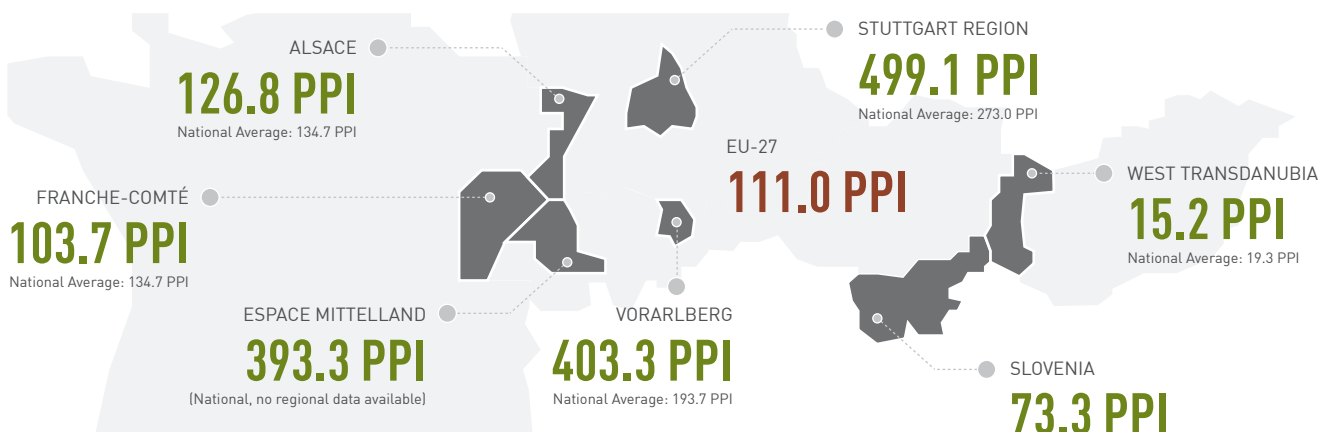 ALSACE
126.8 PPI
National Average: 134.7 PPI
STUTTGART REGION
499.1 PPI
National Average: 273.0 PPI
EU-27
111.0 PPI
FRANCHE-COMTÉ
103.7 PPI
National Average: 134.7 PPI
WEST TRANSDANUBIA
15.2 PPI
National Average: 19.3 PPI
ESPACE MITTELLAND
393.3 PPI
(National, no regional data available)
VORARLBERG
403.3 PPI
National Average: 193.7 PPI
SLOVENIA
73.3 PPI